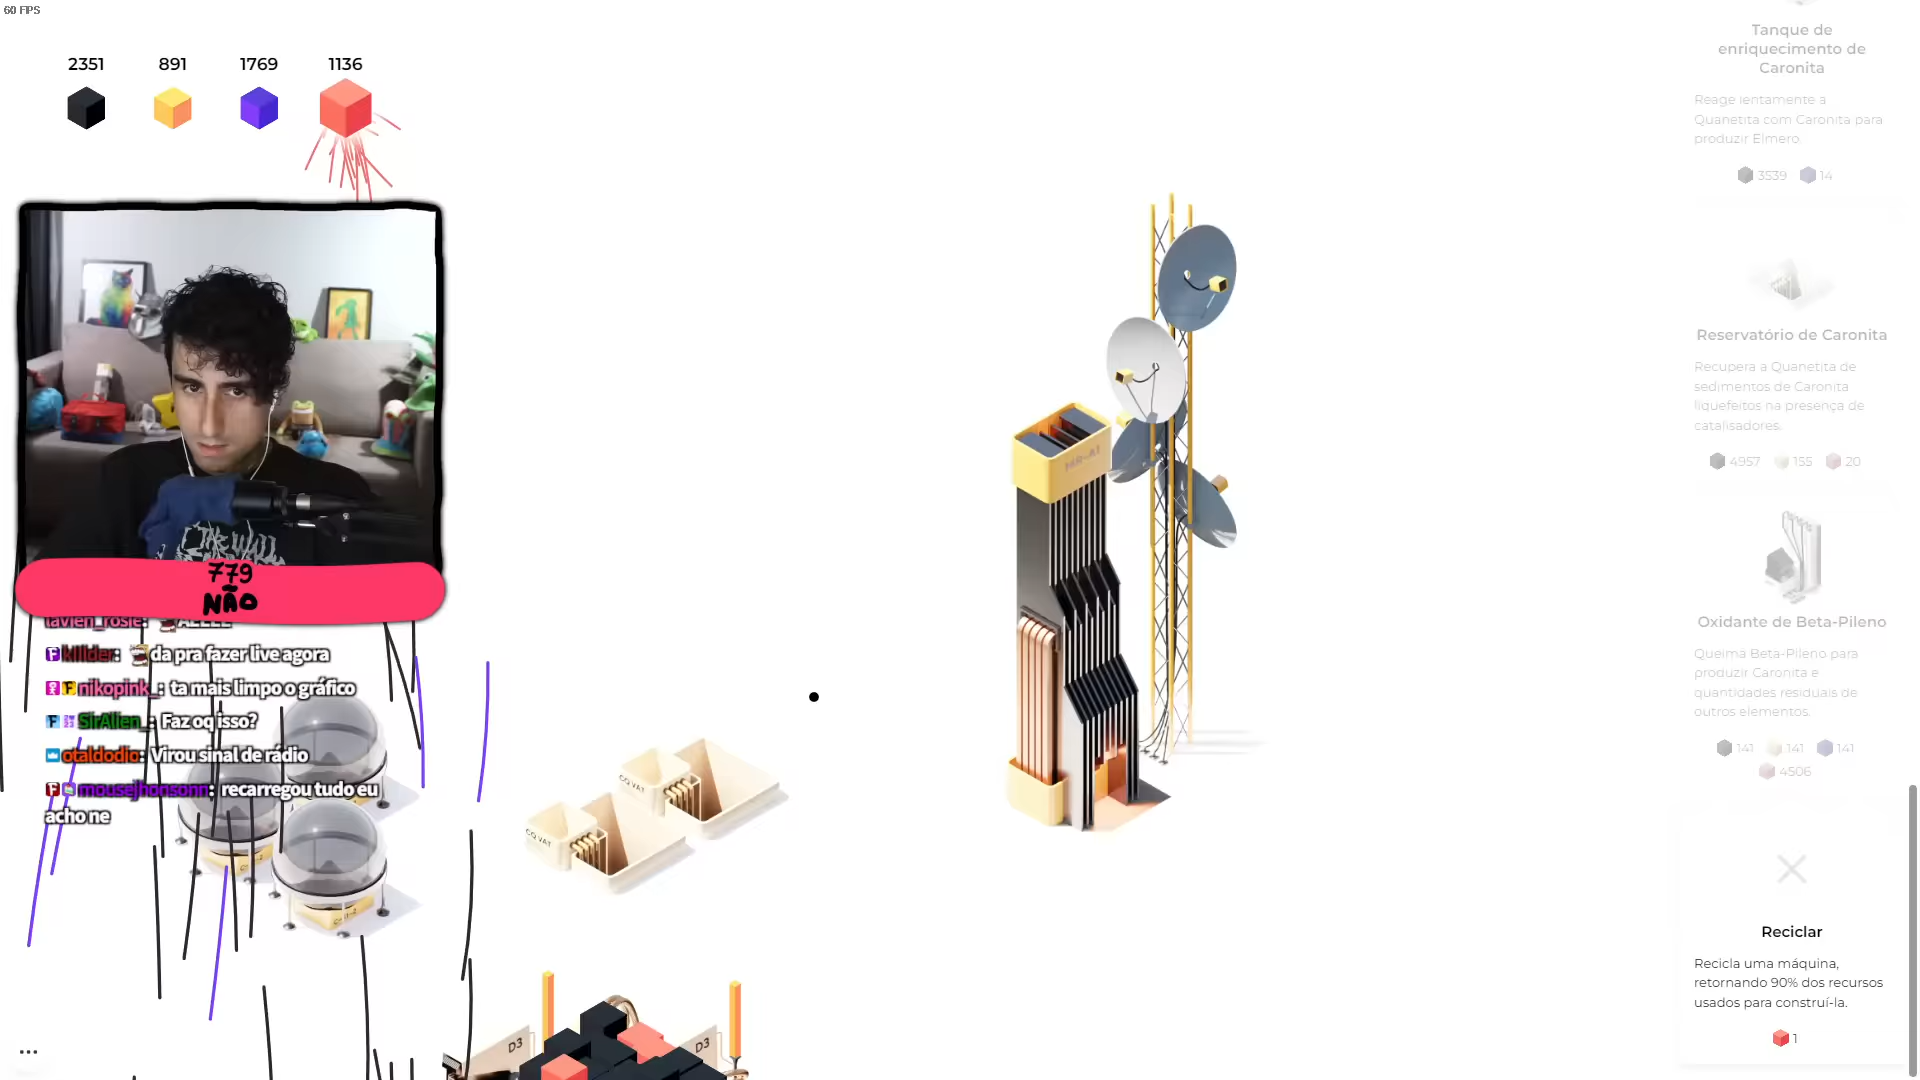 60 FPS
2351
891
1769
1136
Tanque de
enriquecimento de
Caronita
Reage lentamente a
Quanetita com Caronita para
produzir Elmero.
3539 14
Reservatório de Caronita
Recupera a Quanetita de
sedimentos de Caronita
liquefeitos na presença de
catalisadores.
4957 155 20
Oxidante de Beta-Pileno
Queima Beta-Pileno para
produzir Caronita e
quantidades residuais de
outros elementos.
141 141 141
4506
Reciclar
Recicla uma máquina,
retornando 90% dos recursos
usados para construí-la.
1
779
NÃO
killder: da pra fazer live agora
nikopink_: ta mais limpo o gráfico
SirAlien_: Faz oq isso?
otaldodio: Virou sinal de rádio
mousejhonsonn: recarregou tudo eu
acho ne
CQ VAT
CQ VAT
D3
D3
...